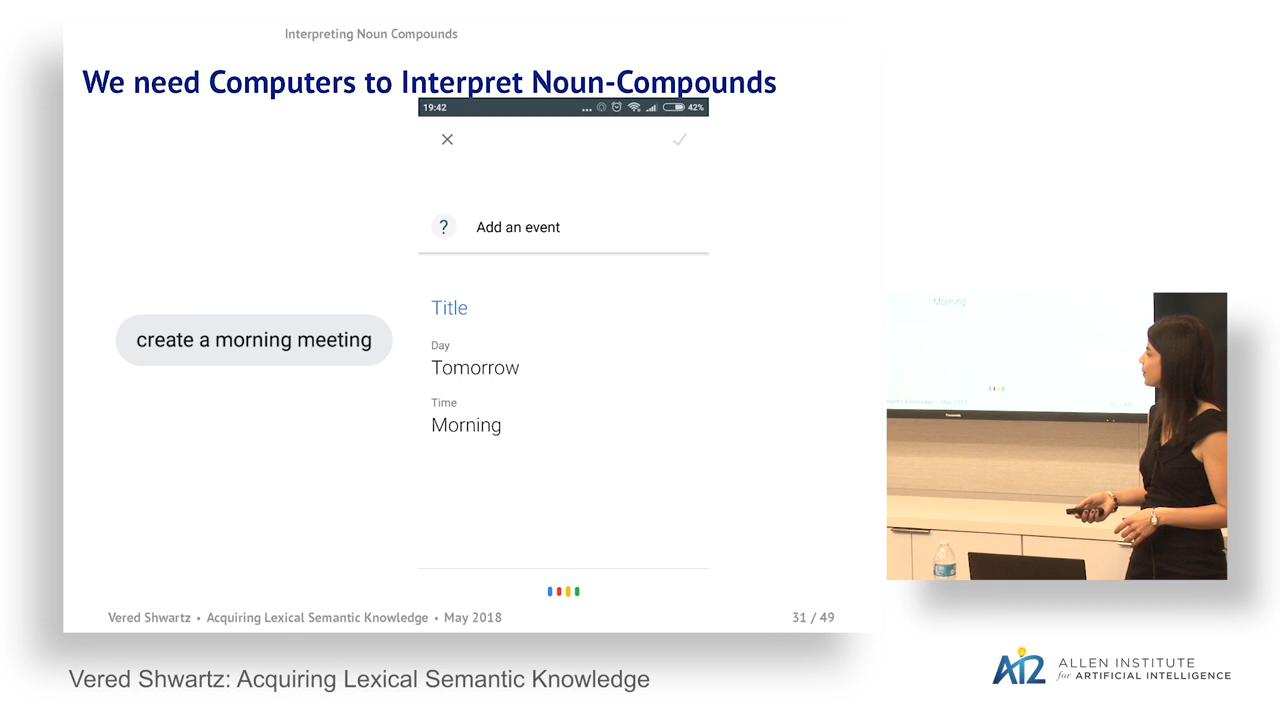 Interpreting Noun Compounds
We need Computers to Interpret Noun-Compounds
19:42
42%
? Add an event
Title
create a morning meeting
Day
Tomorrow
Time
Morning
Vered Shwartz • Acquiring Lexical Semantic Knowledge • May 2018
31 / 49
Morning
Vered Shwartz: Acquiring Lexical Semantic Knowledge
AI2
ALLEN INSTITUTE
for ARTIFICIAL INTELLIGENCE